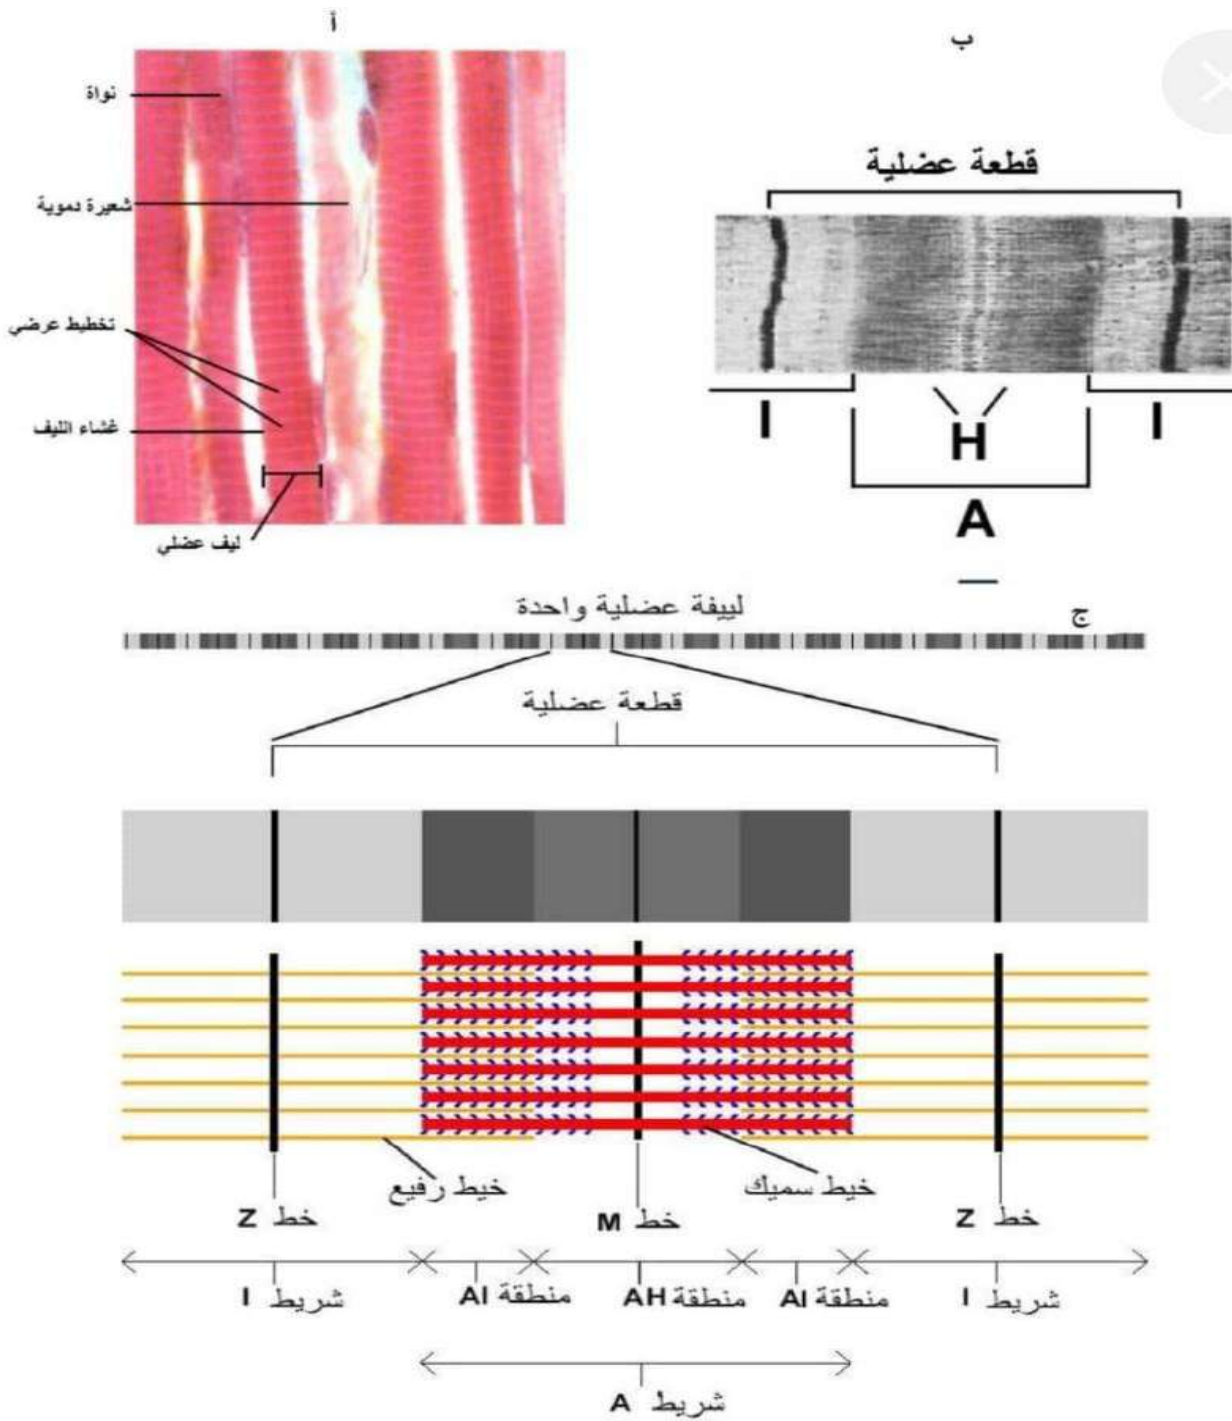 أ
نواة
شعيرة دموية
تخطيط عرضي
غشاء الليف
ليف عضلي
ب
قطعة عضلية
I
H
I
A
ج
لييفة عضلية واحدة
قطعة عضلية
خيط رفيع
خيط سميك
خط Z
خط M
خط Z
شريط I
منطقة AI
منطقة AH
منطقة AI
شريط I
شريط A